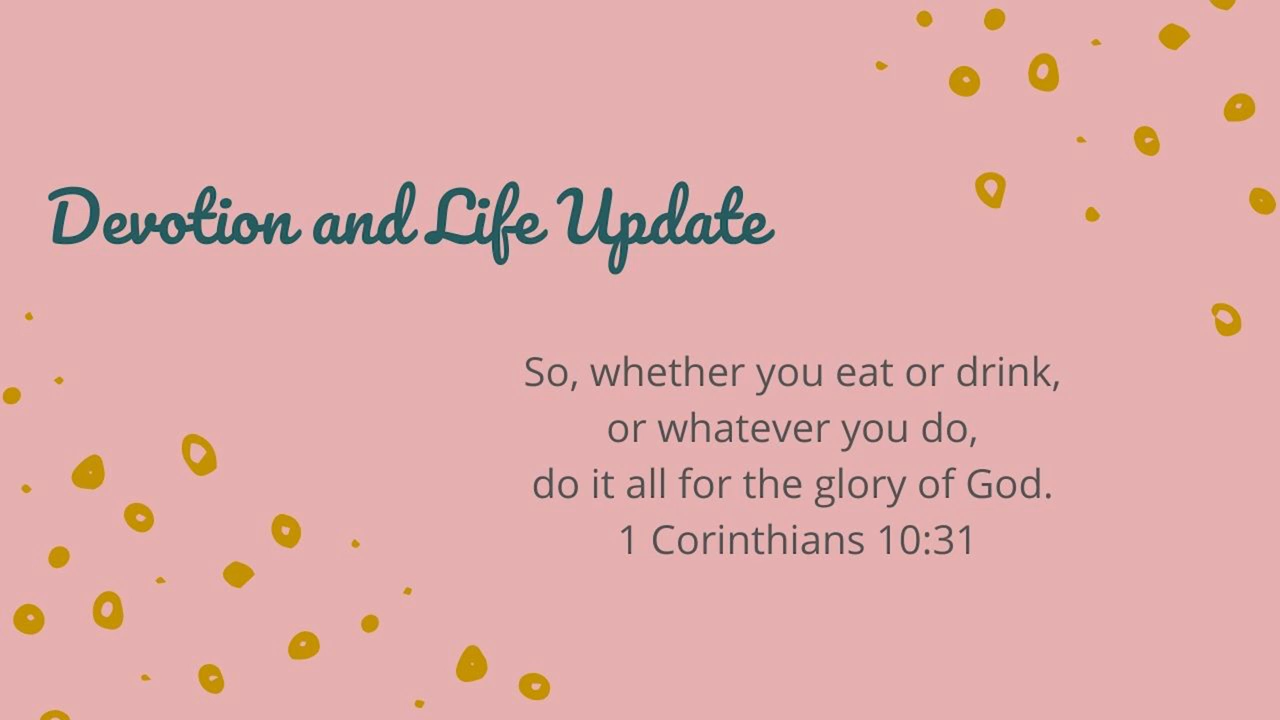 Devotion and Life Update
So, whether you eat or drink,
or whatever you do,
do it all for the glory of God.
1 Corinthians 10:31